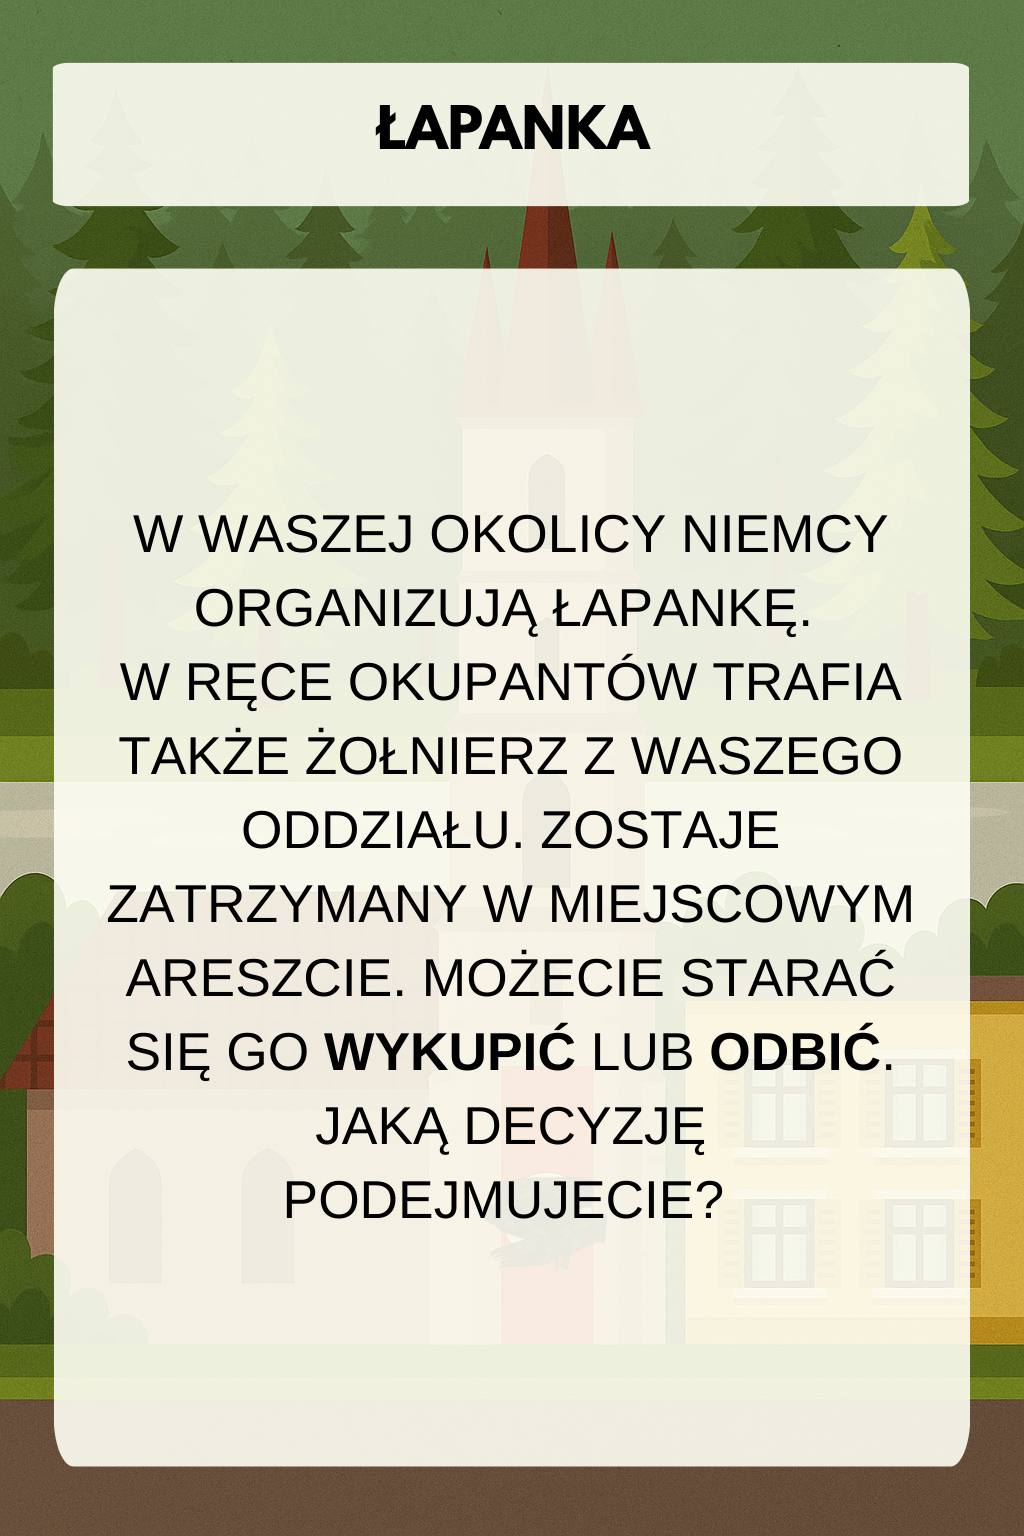 ŁAPANKA
W WASZEJ OKOLICY NIEMCY
ORGANIZUJĄ ŁAPANKĘ.
W RĘCE OKUPANTÓW TRAFIA
TAKŻE ŻOŁNIERZ Z WASZEGO
ODDZIAŁU. ZOSTAJE
ZATRZYMANY W MIEJSCOWYM
ARESZCIE. MOŻECIE STARAĆ
SIĘ GO WYKUPIĆ LUB ODBIĆ.
JAKĄ DECYZJĘ
PODEJMUJECIE?